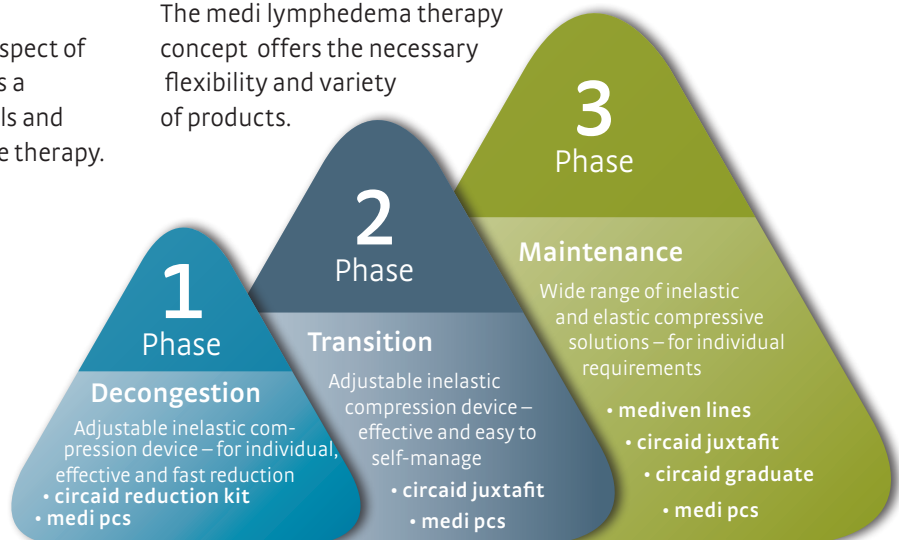 spect of
s a
ls and
e therapy.
The medi lymphedema therapy
concept offers the necessary
flexibility and variety
of products.
1
Phase
Decongestion
Adjustable inelastic com-
pression device – for individual,
effective and fast reduction
• circaid reduction kit
• medi pcs
2
Phase
Transition
Adjustable inelastic
compression device –
effective and easy to
self-manage
• circaid juxtafit
• medi pcs
3
Phase
Maintenance
Wide range of inelastic
and elastic compressive
solutions – for individual
requirements
• mediven lines
• circaid juxtafit
• circaid graduate
• medi pcs